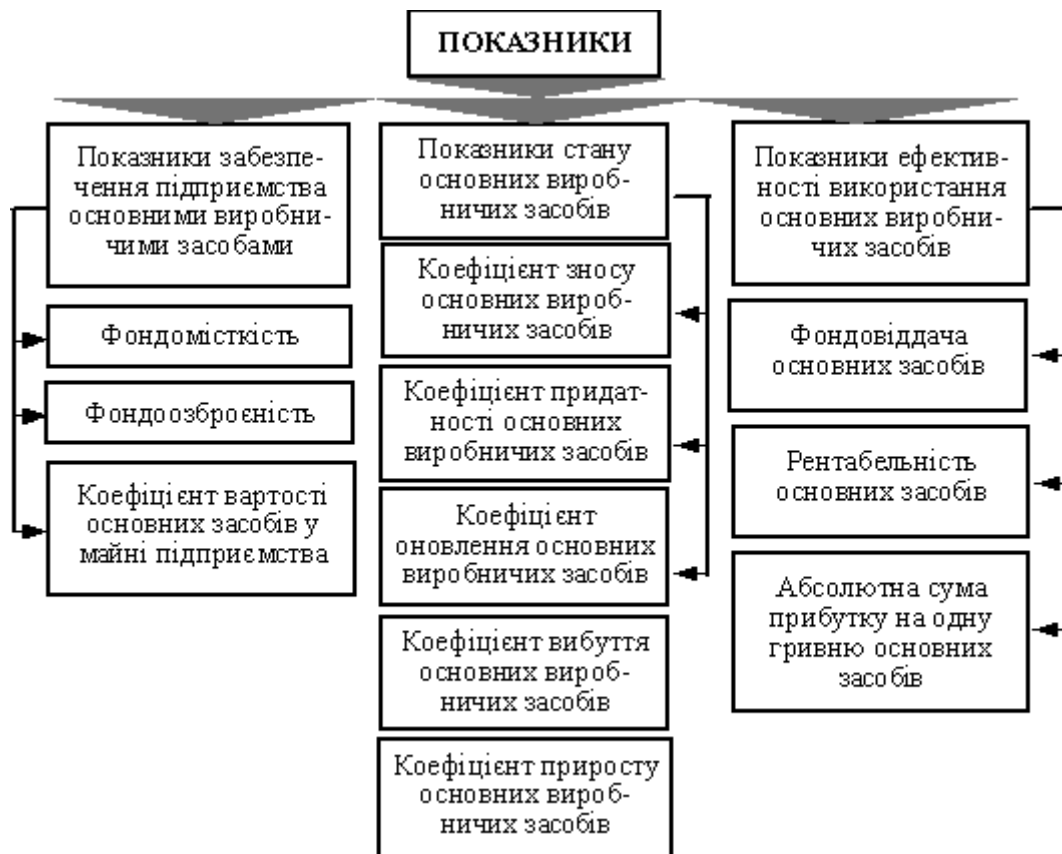 ПОКАЗНИКИ
Показники забезпе-
чення підприємства
основними виробни-
чими засобами
Фондомісткість
Фондоозброєність
Коефіцієнт вартості
основних засобів у
майні підприємства
Показники стану
основних вироб-
ничих засобів
Коефіцієнт зносу
основних вироб-
ничих засобів
Коефіцієнт придат-
ності основних
виробничих засобів
Коефіцієнт
оновлення основних
виробничих засобів
Коефіцієнт вибуття
основних вироб-
ничих засобів
Коефіцієнт приросту
основних вироб-
ничих засобів
Показники ефектив-
ності використання
основних виробни-
чих засобів
Фондовіддача
основних засобів
Рентабельність
основних засобів
Абсолютна сума
прибутку на одну
гривню основних
засобів